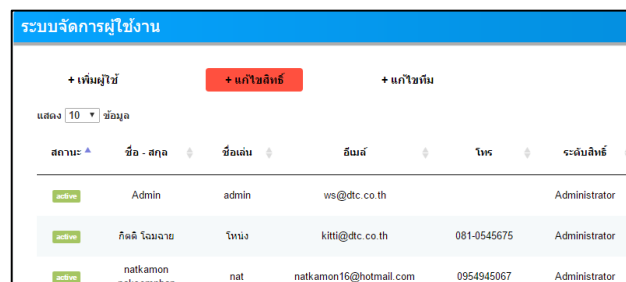 ระบบจัดการผู้ใช้งาน
+ เพิ่มผู้ใช้ + แก้ไขสิทธิ์ + แก้ไขทีม
แสดง 10 ข้อมูล
สถานะ ชื่อ - สกุล ชื่อเล่น อีเมล์ โทร ระดับสิทธิ์
active Admin admin ws@dtc.co.th Administrator
active กิตติ โฉมฉาย โหน่ง kitti@dtc.co.th 081-0545675 Administrator
active natkamon nat natkamon16@hotmail.com 0954945067 Administrator